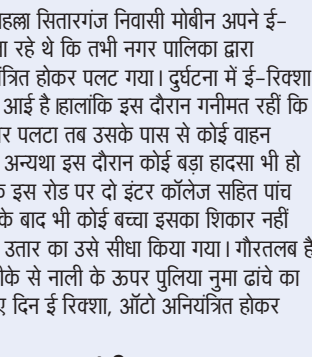 हल्ला सितारगंज निवासी मोबीन अपने ई-
ा रहे थे कि तभी नगर पालिका द्वारा
त्रित होकर पलट गया। दुर्घटना में ई-रिक्शा
आई है।हालांकि इस दौरान गनीमत रहीं कि
र पलटा तब उसके पास से कोई वाहन
अन्यथा इस दौरान कोई बड़ा हादसा भी हो
क इस रोड पर दो इंटर कॉलेज सहित पांच
के बाद भी कोई बच्चा इसका शिकार नहीं
उतार का उसे सीधा किया गया। गौरतलब है
ीके से नाली के ऊपर पुलिया नुमा ढांचे का
ए दिन ई रिक्शा, ऑटो अनियंत्रित होकर